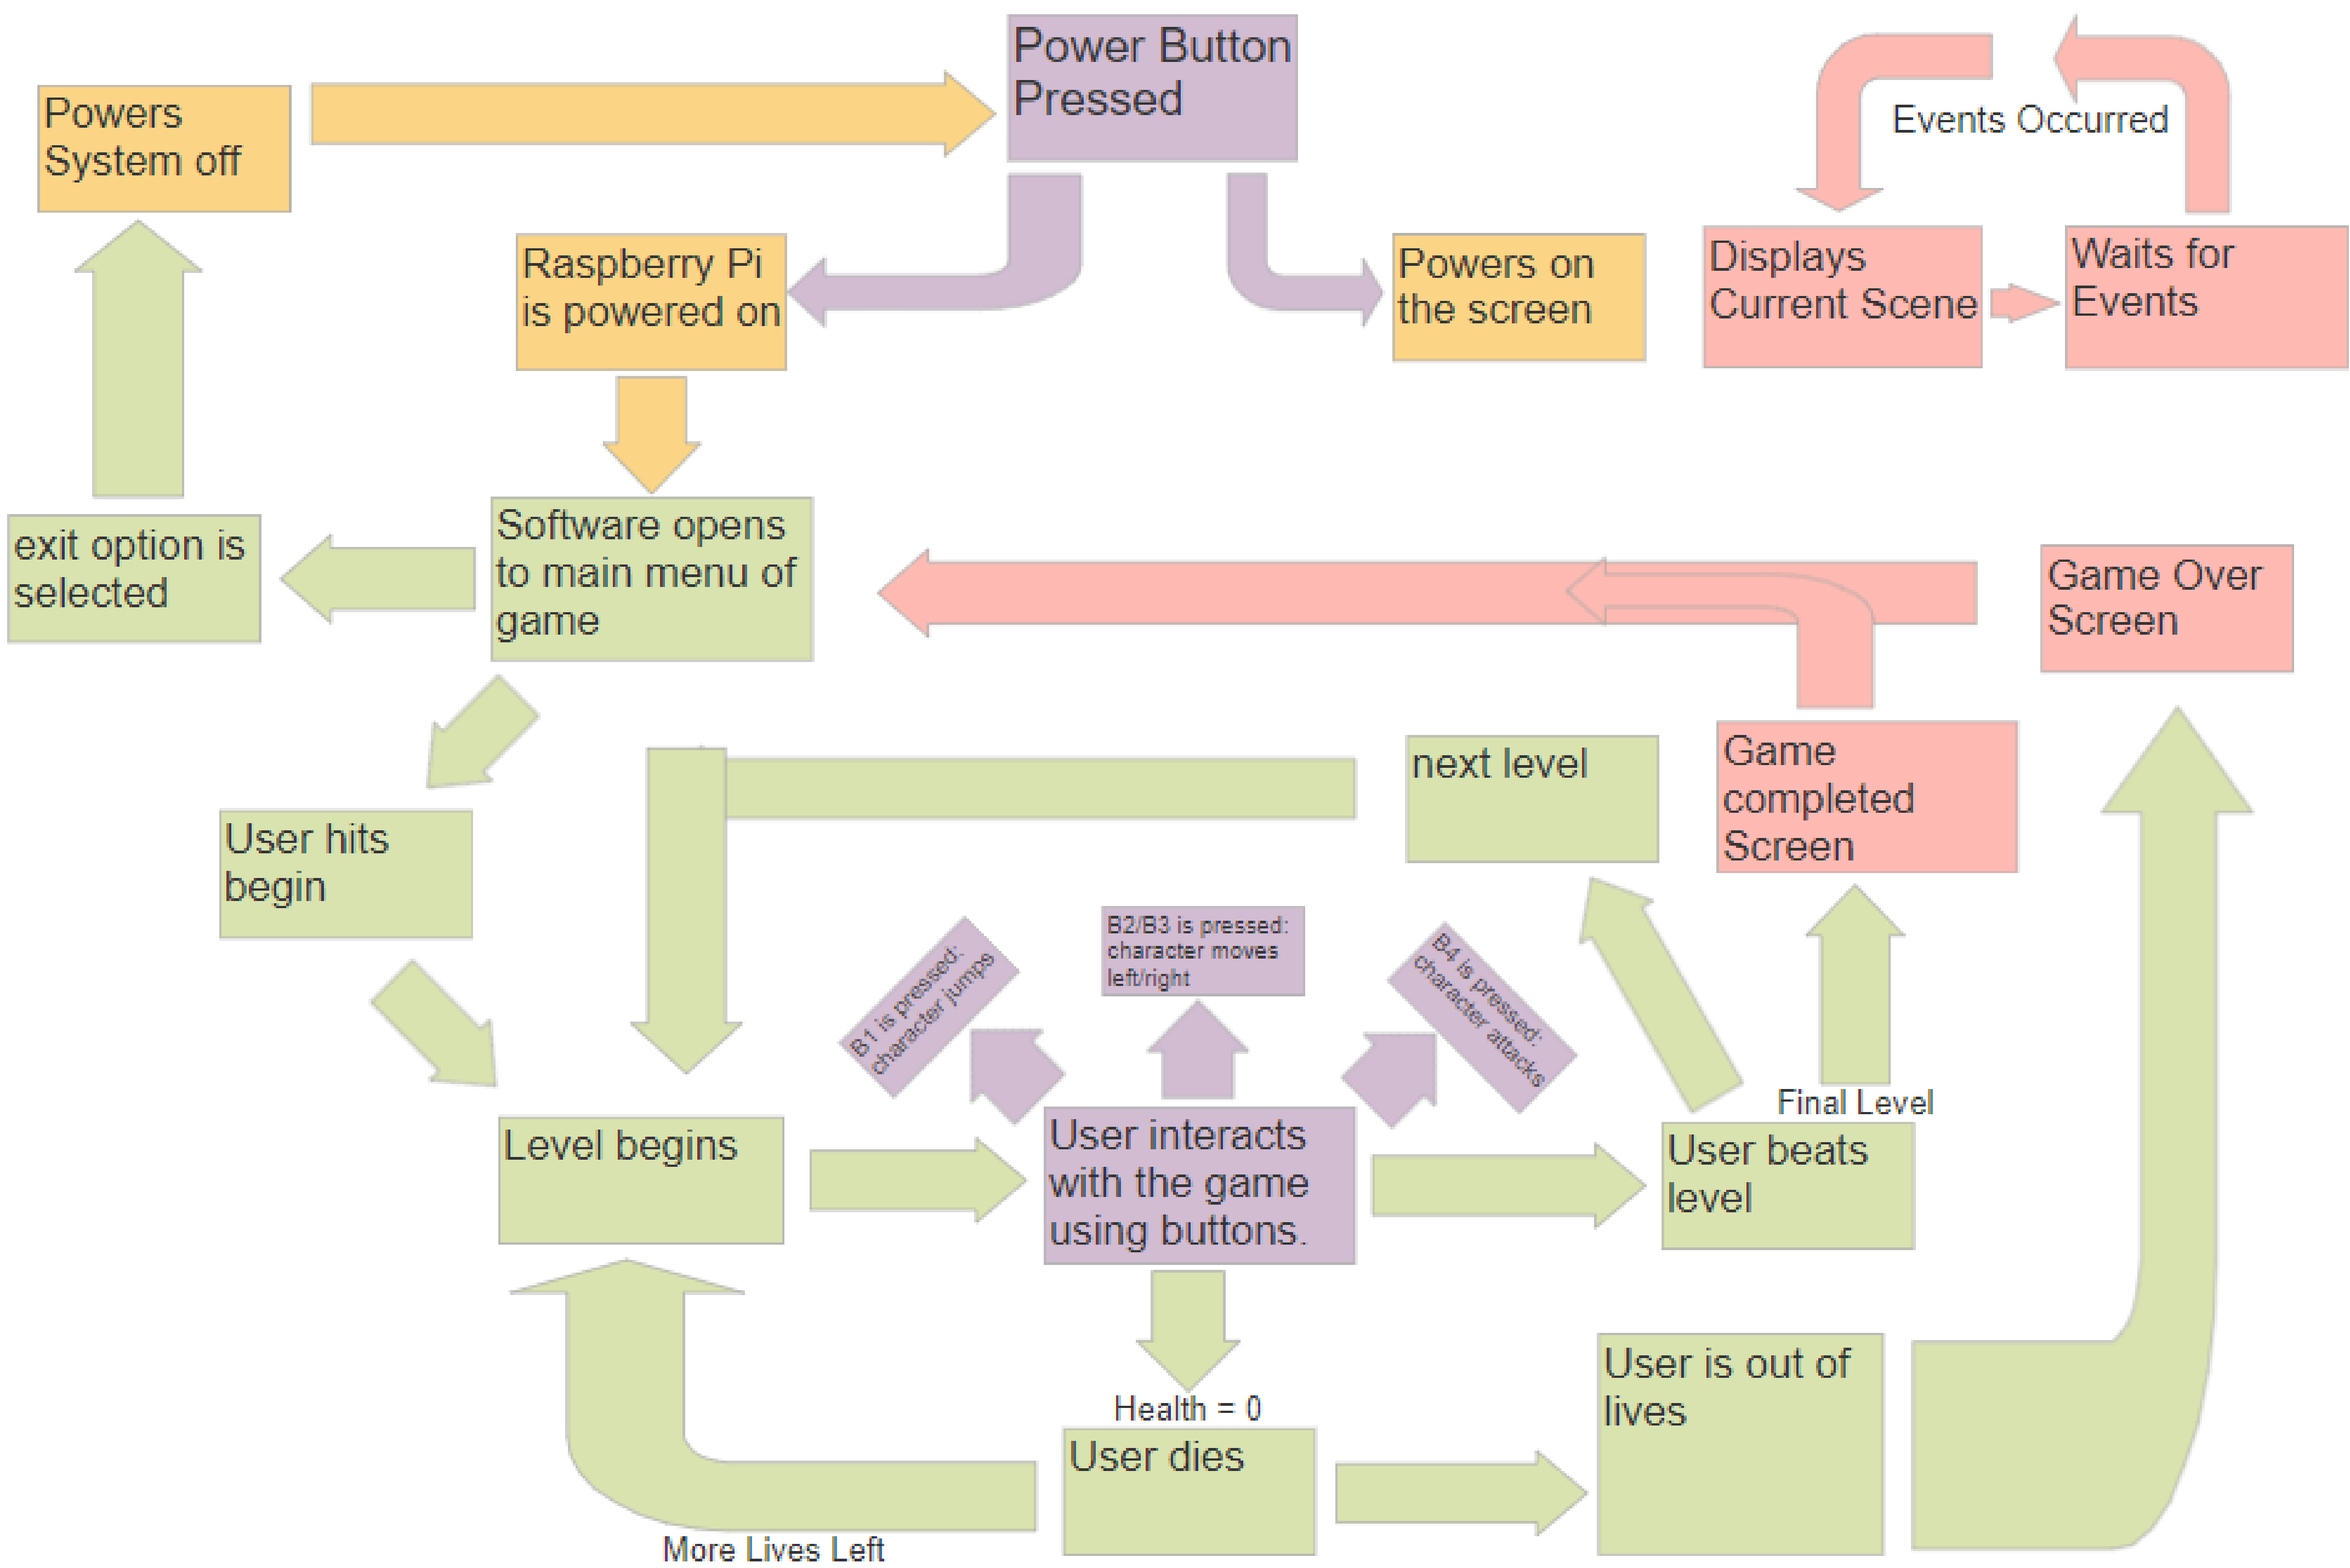 Power Button
Pressed
Powers
System off
Events Occurred
Raspberry Pi
is powered on
Powers on
the screen
Displays
Current Scene
Waits for
Events
exit option is
selected
Software opens
to main menu of
game
Game Over
Screen
next level
Game
completed
Screen
User hits
begin
B1 is pressed:
character jumps
B2/B3 is pressed:
character moves
left/right
B4 is pressed:
character attacks
Final Level
Level begins
User interacts
with the game
using buttons.
User beats
level
User is out of
lives
Health = 0
User dies
More Lives Left